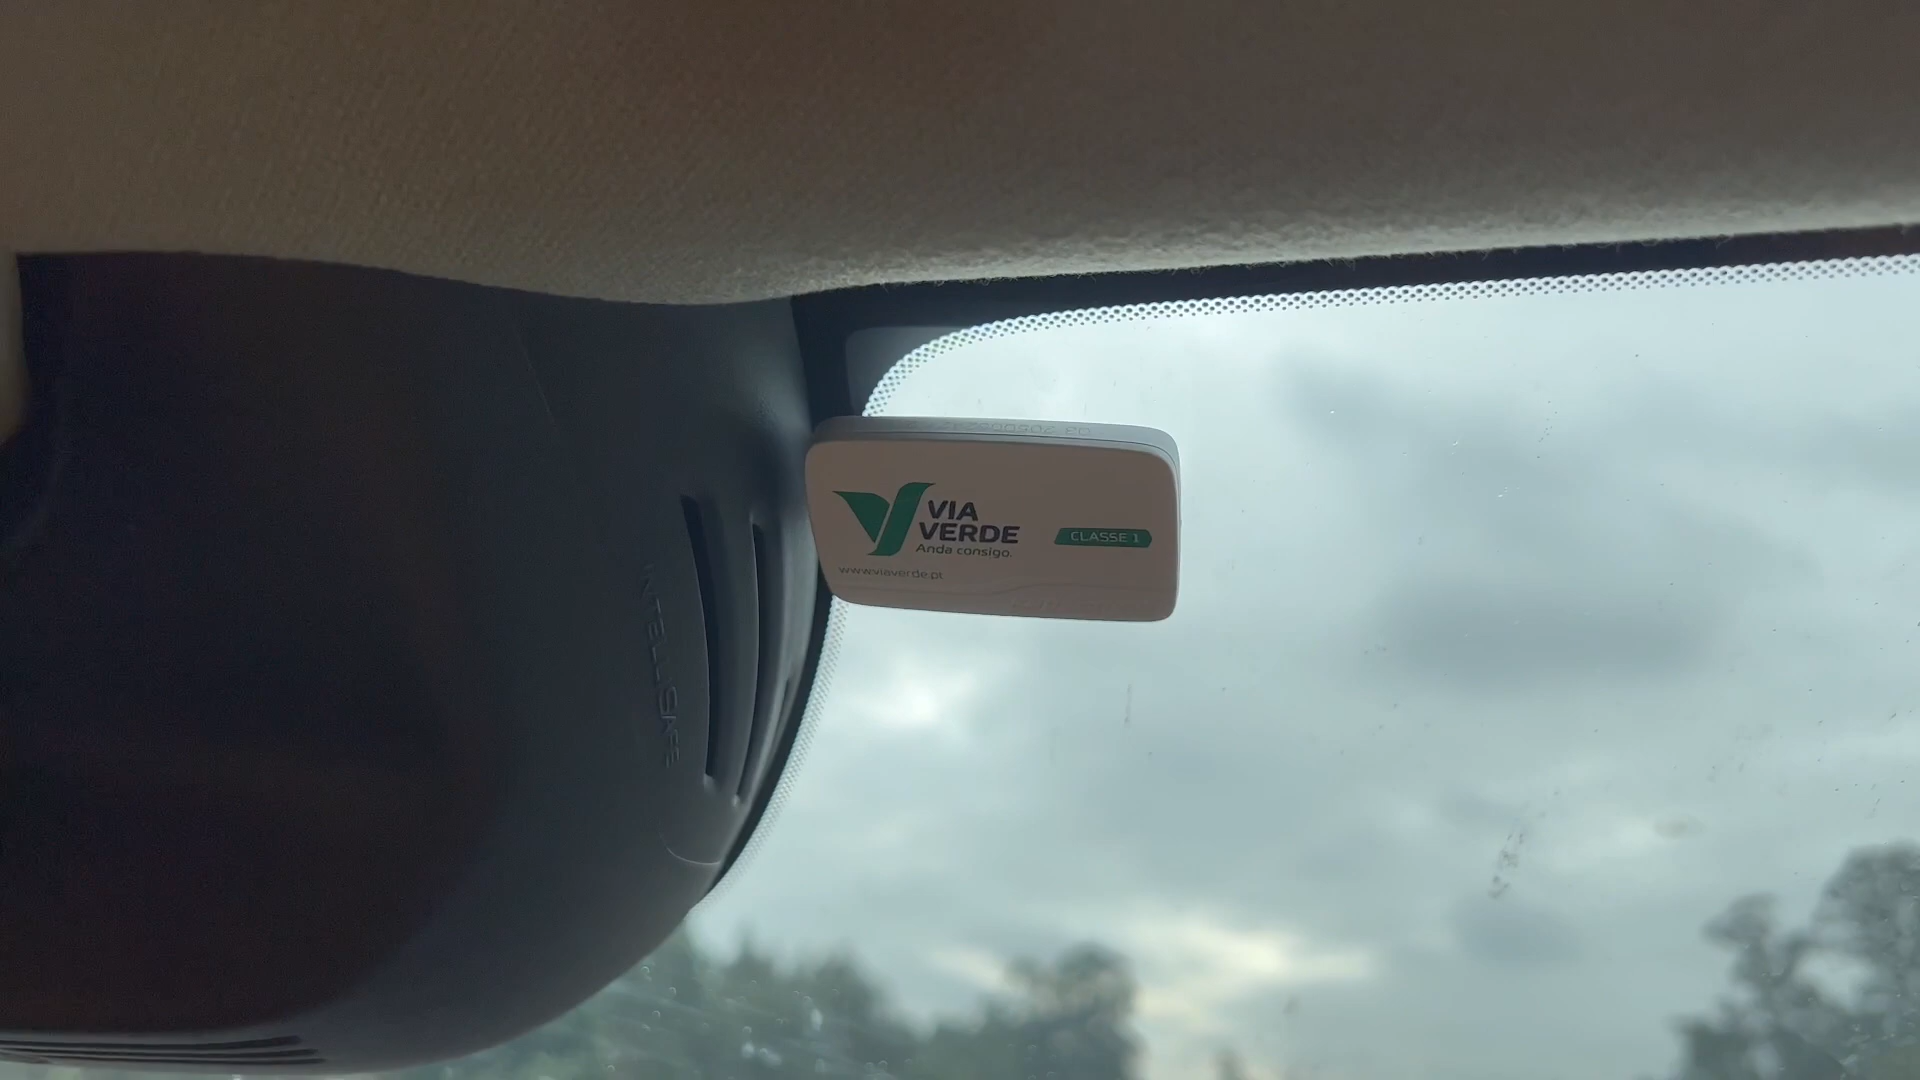 VIA
VERDE
Anda consigo.
CLASSE 1
www.viaverde.pt
INTELLISAFE